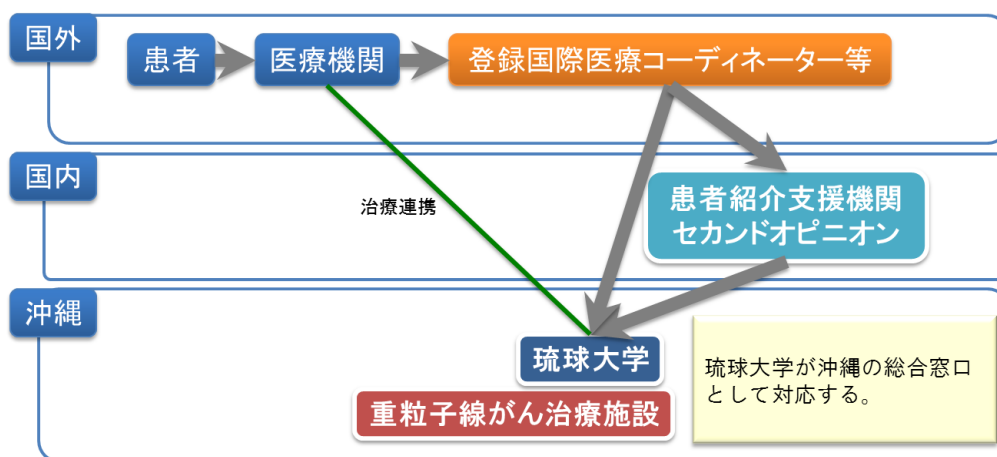 国外
患者
医療機関
登録国際医療コーディネーター等
国内
治療連携
患者紹介支援機関
セカンドオピニオン
沖縄
琉球大学
重粒子線がん治療施設
琉球大学が沖縄の総合窓口
として対応する。